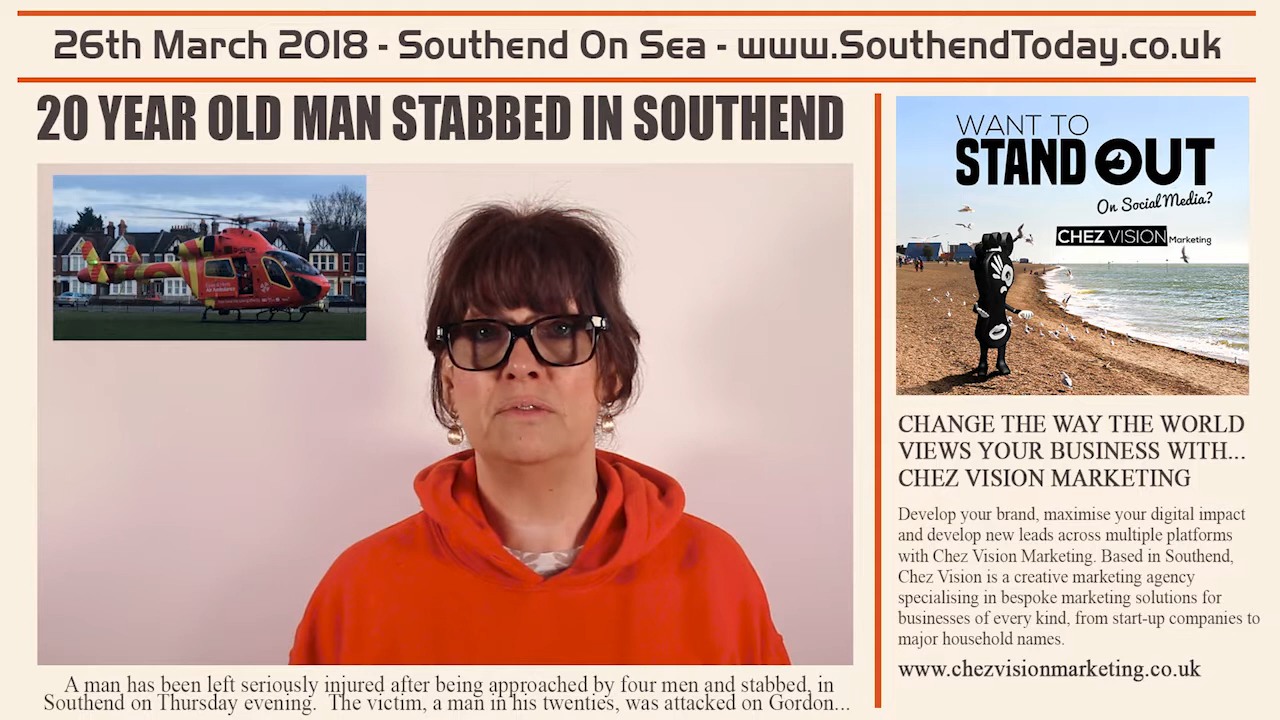 26th March 2018 - Southend On Sea - www.SouthendToday.co.uk
20 YEAR OLD MAN STABBED IN SOUTHEND
A man has been left seriously injured after being approached by four men and stabbed, in
Southend on Thursday evening.  The victim, a man in his twenties, was attacked on Gordon...
WANT TO
STAND OUT
On Social Media?
CHEZ VISION Marketing
CHANGE THE WAY THE WORLD
VIEWS YOUR BUSINESS WITH...
CHEZ VISION MARKETING
Develop your brand, maximise your digital impact
and develop new leads across multiple platforms
with Chez Vision Marketing. Based in Southend,
Chez Vision is a creative marketing agency
specialising in bespoke marketing solutions for
businesses of every kind, from start-up companies to
major household names.
www.chezvisionmarketing.co.uk